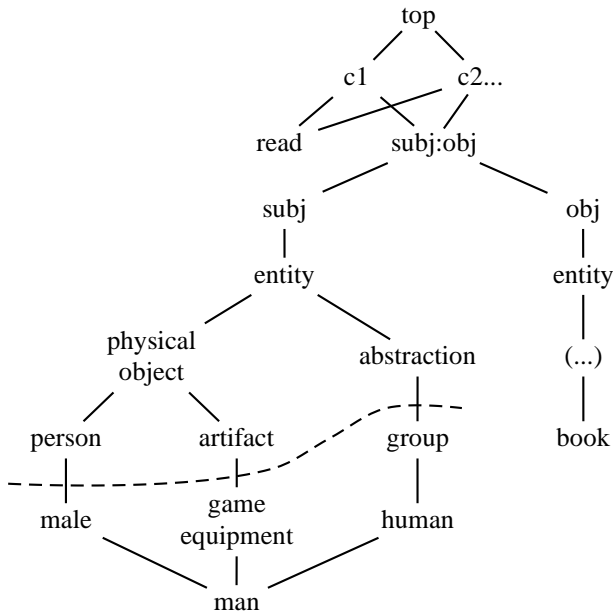 top
c1 c2...
read subj:obj
subj obj
entity entity
physical
object abstraction (...)
person artifact group book
male game human
equipment
man